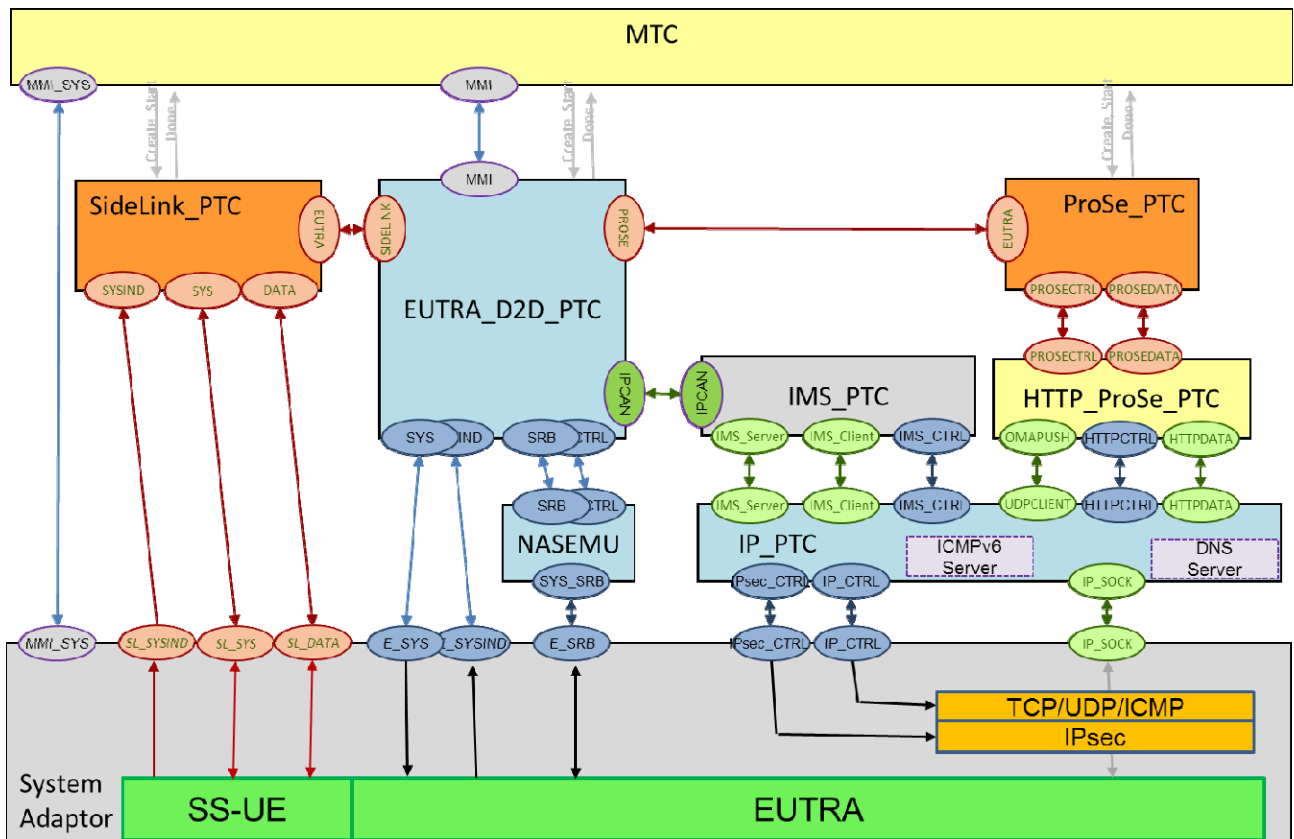 MTC
MMI_SYS
MMI
Create, Start
Done
Create, Start
Done
Create, Start
Done
MMI
SideLink_PTC
EUTRA
SIDELINK
PROSE
EUTRA
ProSe_PTC
SYSIND
SYS
DATA
EUTRA_D2D_PTC
PROSECTRL
PROSEDATA
PROSECTRL
PROSEDATA
IPCAN
IPCAN
IMS_PTC
HTTP_ProSe_PTC
SYS
IND
SRB
CTRL
IMS_Server
IMS_Client
IMS_CTRL
OMAPUSH
HTTPCTRL
HTTPDATA
SRB
CTRL
IMS_Server
IMS_Client
IMS_CTRL
UDPCLIENT
HTTPCTRL
HTTPDATA
NASEMU
IP_PTC
ICMPv6
Server
DNS
Server
SYS_SRB
Psec_CTRL
IP_CTRL
IP_SOCK
MMI_SYS
SL_SYSIND
SL_SYS
SL_DATA
E_SYS
E_SYSIND
E_SRB
IPsec_CTRL
IP_CTRL
IP_SOCK
TCP/UDP/ICMP
IPsec
System
Adaptor
SS-UE
EUTRA